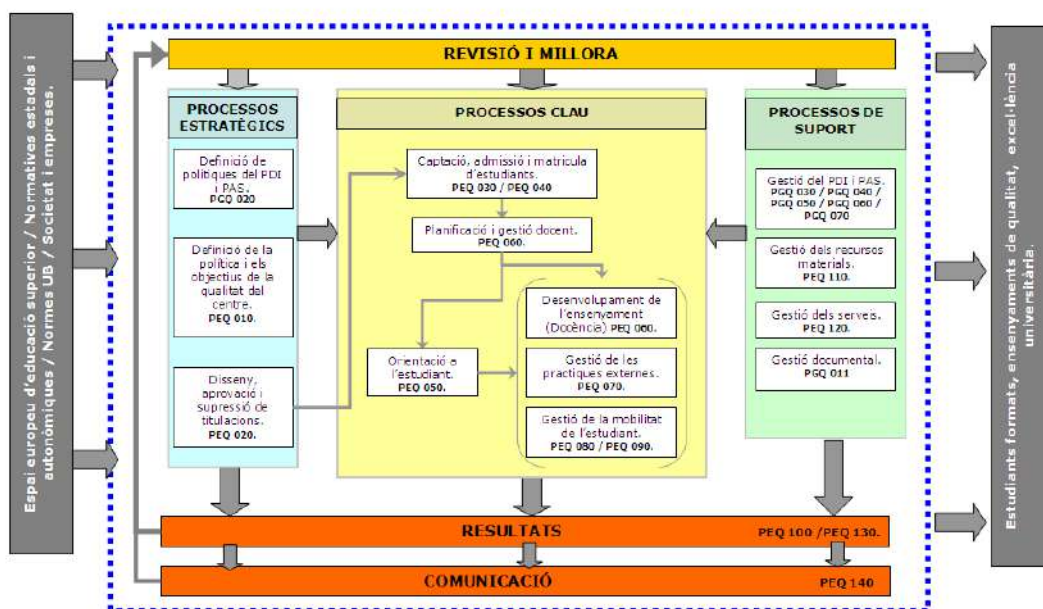 Espai europeu d'educació superior / Normatives estadals i
autonómiques / Normes UB / Societat i empreses.
REVISIÓ I MILLORA
PROCESSOS
ESTRATÈGICS
Definició de
polítiques del PDI
i PAS.
PGQ 020
Definició de la
política i els
objectius de la
qualitat del
centre.
PEQ 010.
Disseny,
aprovació i
supressió de
titulacions.
PEQ 020.
PROCESSOS CLAU
Captació, admissió i matricula
d'estudiants.
PEQ 030 / PEQ 040
Planificació i gestió docent.
PEQ 060.
Desenvolupament de
l'ensenyament
(Docència) PEQ 060.
Orientació a
l'estudiant.
PEQ 050.
Gestió de les
practiques externes.
PEQ 070.
Gestió de la mobilitat
de l'estudiant.
PEQ 080 / PEQ 090.
PROCESSOS DE
SUPORT
Gestió del PDI i PAS.
PGQ 030 / PGQ 040 /
PGQ 050 / PGQ 060 /
PGQ 070
Gestió dels recursos
materials.
PEQ 110.
Gestió dels serveis.
PEQ 120.
Gestió documental.
PGQ 011
RESULTATS
PEQ 100 /PEQ 130.
COMUNICACIÓ
PEQ 140
Estudiants formats, ensenyaments de qualitat, excel·lència
universitària.